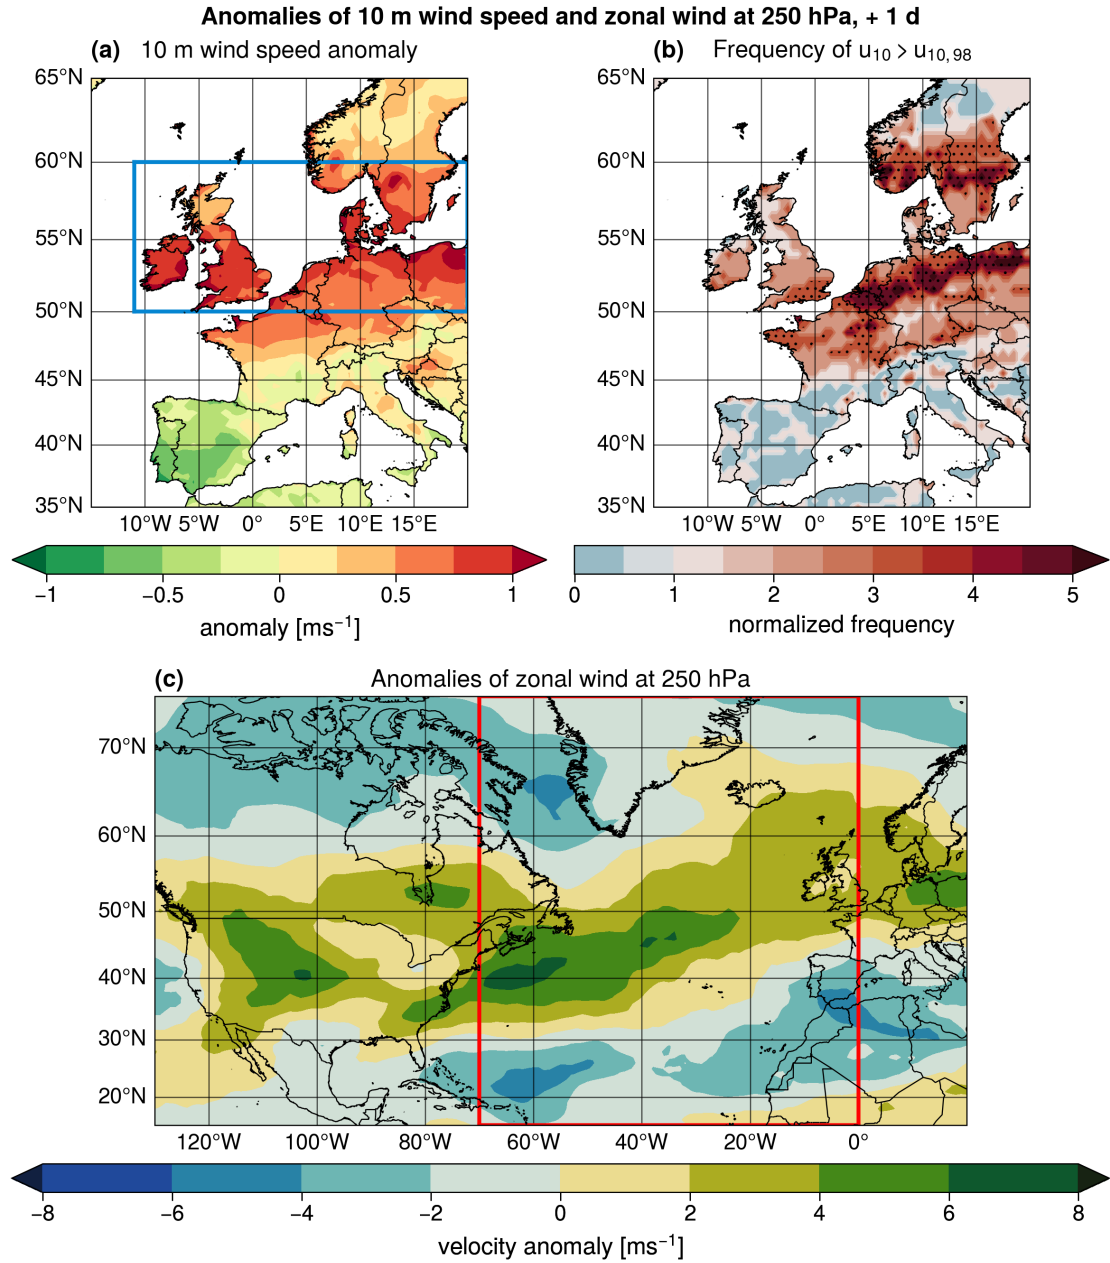 Anomalies of 10 m wind speed and zonal wind at 250 hPa, + 1 d
(a) 10 m wind speed anomaly
(b) Frequency of u10 > u10, 98
65°N
60°N
55°N
50°N
45°N
40°N
35°N
10°W 5°W 0° 5°E 10°E 15°E
65°N
60°N
55°N
50°N
45°N
40°N
35°N
10°W 5°W 0° 5°E 10°E 15°E
−1 −0.5 0 0.5 1
anomaly [ms⁻¹]
0 1 2 3 4 5
normalized frequency
(c) Anomalies of zonal wind at 250 hPa
70°N
60°N
50°N
40°N
30°N
20°N
120°W 100°W 80°W 60°W 40°W 20°W 0°
−8 −6 −4 −2 0 2 4 6 8
velocity anomaly [ms⁻¹]